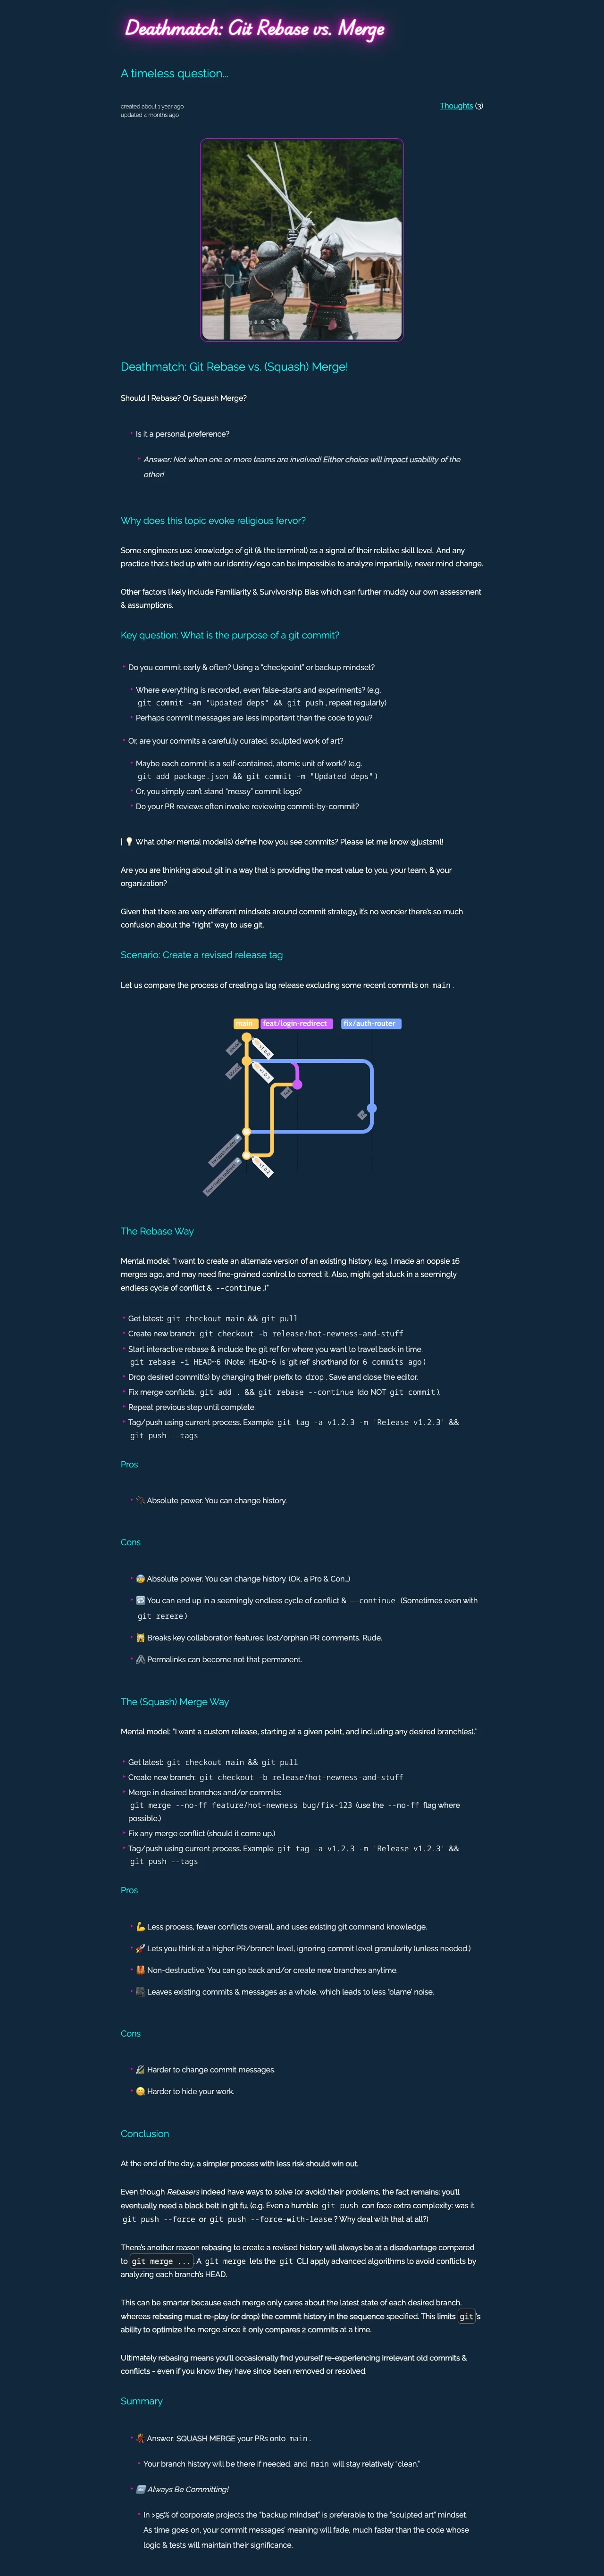 Deathmatch: Git Rebase vs. Merge
A timeless question...
created about 1 year ago
updated 4 months ago
Thoughts (3)
Deathmatch: Git Rebase vs. (Squash) Merge!
Should I Rebase? Or Squash Merge?
Is it a personal preference?
Answer: Not when one or more teams are involved! Either choice will impact usability of the
other!
Why does this topic evoke religious fervor?
Some engineers use knowledge of git (& the terminal) as a signal of their relative skill level. And any
practice that's tied up with our identity/ego can be impossible to analyze impartially, never mind change.
Other factors likely include Familiarity & Survivorship Bias which can further muddy our own assessment
& assumptions.
Key question: What is the purpose of a git commit?
Do you commit early & often? Using a "checkpoint" or backup mindset?
Where everything is recorded, even false-starts and experiments? (e.g.
git commit -am "Updated deps" && git push, repeat regularly)
Perhaps commit messages are less important than the code to you?
Or, are your commits a carefully curated, sculpted work of art?
Maybe each commit is a self-contained, atomic unit of work? (e.g.
git add package.json && git commit -m "Updated deps")
Or, you simply can't stand "messy" commit logs?
Do your PR reviews often involve reviewing commit-by-commit?
| 💡 What other mental model(s) define how you see commits? Please let me know @justsml!
Are you are thinking about git in a way that is providing the most value to you, your team, & your
organization?
Given that there are very different mindsets around commit strategy, it's no wonder there's so much
confusion about the "right" way to use git.
Scenario: Create a revised release tag
Let us compare the process of creating a tag release excluding some recent commits on main.
main feat/login-redirect fix/auth-router
The Rebase Way
Mental model: "I want to create an alternate version of an existing history. (e.g. I made an oopsie 16
merges ago, and may need fine-grained control to correct it. Also, might get stuck in a seemingly
endless cycle of conflict & --continue.)"
Get latest: git checkout main && git pull
Create new branch: git checkout -b release/hot-newness-and-stuff
Start interactive rebase & include the git ref for where you want to travel back in time.
git rebase -i HEAD~6 (Note: HEAD~6 is 'git ref' shorthand for 6 commits ago)
Drop desired commit(s) by changing their prefix to drop. Save and close the editor.
Fix merge conflicts, git add . && git rebase --continue (do NOT git commit).
Repeat previous step until complete.
Tag/push using current process. Example git tag -a v1.2.3 -m 'Release v1.2.3' &&
git push --tags
Pros
Absolute power. You can change history.
Cons
😰 Absolute power. You can change history. (Ok, a Pro & Con...)
🔁 You can end up in a seemingly endless cycle of conflict & --continue. (Sometimes even with
git rerere)
🙀 Breaks key collaboration features: lost/orphan PR comments. Rude.
Permalinks can become not that permanent.
The (Squash) Merge Way
Mental model: "I want a custom release, starting at a given point, and including any desired branch(es)."
Get latest: git checkout main && git pull
Create new branch: git checkout -b release/hot-newness-and-stuff
Merge in desired branches and/or commits:
git merge --no-ff feature/hot-newness bug/fix-123 (use the --no-ff flag where
possible.)
Fix any merge conflict (should it come up.)
Tag/push using current process. Example git tag -a v1.2.3 -m 'Release v1.2.3' &&
git push --tags
Pros
💪 Less process, fewer conflicts overall, and uses existing git command knowledge.
🚀 Lets you think at a higher PR/branch level, ignoring commit level granularity (unless needed.)
Non-destructive. You can go back and/or create new branches anytime.
Leaves existing commits & messages as a whole, which leads to less 'blame' noise.
Cons
Harder to change commit messages.
Harder to hide your work.
Conclusion
At the end of the day, a simpler process with less risk should win out.
Even though Rebasers indeed have ways to solve (or avoid) their problems, the fact remains: you'll
eventually need a black belt in git fu. (e.g. Even a humble git push can face extra complexity: was it
git push --force or git push --force-with-lease? Why deal with that at all?)
There's another reason rebasing to create a revised history will always be at a disadvantage compared
to git merge .... A git merge lets the git CLI apply advanced algorithms to avoid conflicts by
analyzing each branch's HEAD.
This can be smarter because each merge only cares about the latest state of each desired branch.
whereas rebasing must re-play (or drop) the commit history in the sequence specified. This limits git's
ability to optimize the merge since it only compares 2 commits at a time.
Ultimately rebasing means you'll occasionally find yourself re-experiencing irrelevant old commits &
conflicts - even if you know they have since been removed or resolved.
Summary
Answer: SQUASH MERGE your PRs onto main.
Your branch history will be there if needed, and main will stay relatively "clean."
Always Be Committing!
In >95% of corporate projects the "backup mindset" is preferable to the "sculpted art" mindset.
As time goes on, your commit messages' meaning will fade, much faster than the code whose
logic & tests will maintain their significance.